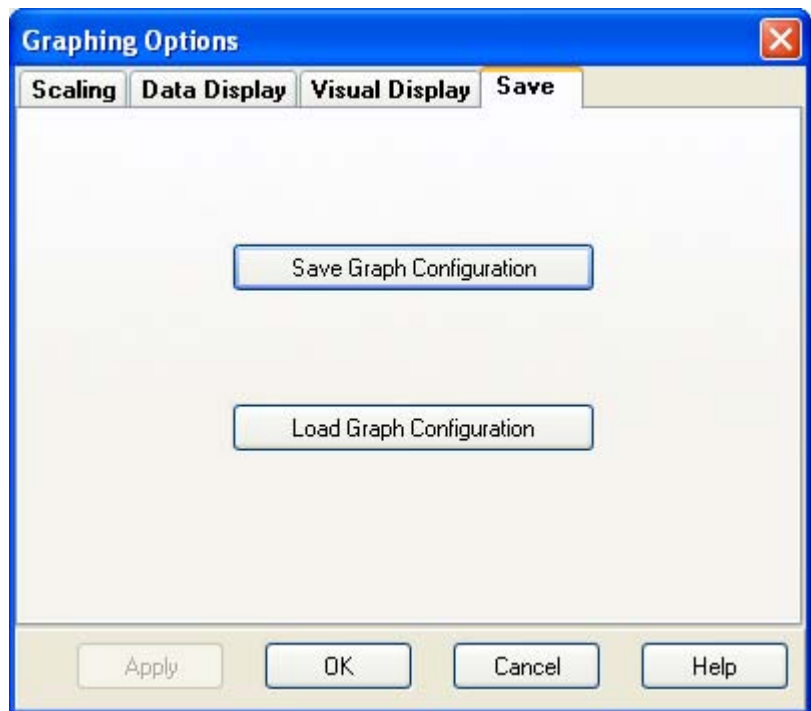 Graphing Options
Scaling Data Display Visual Display Save
Save Graph Configuration
Load Graph Configuration
Apply OK Cancel Help